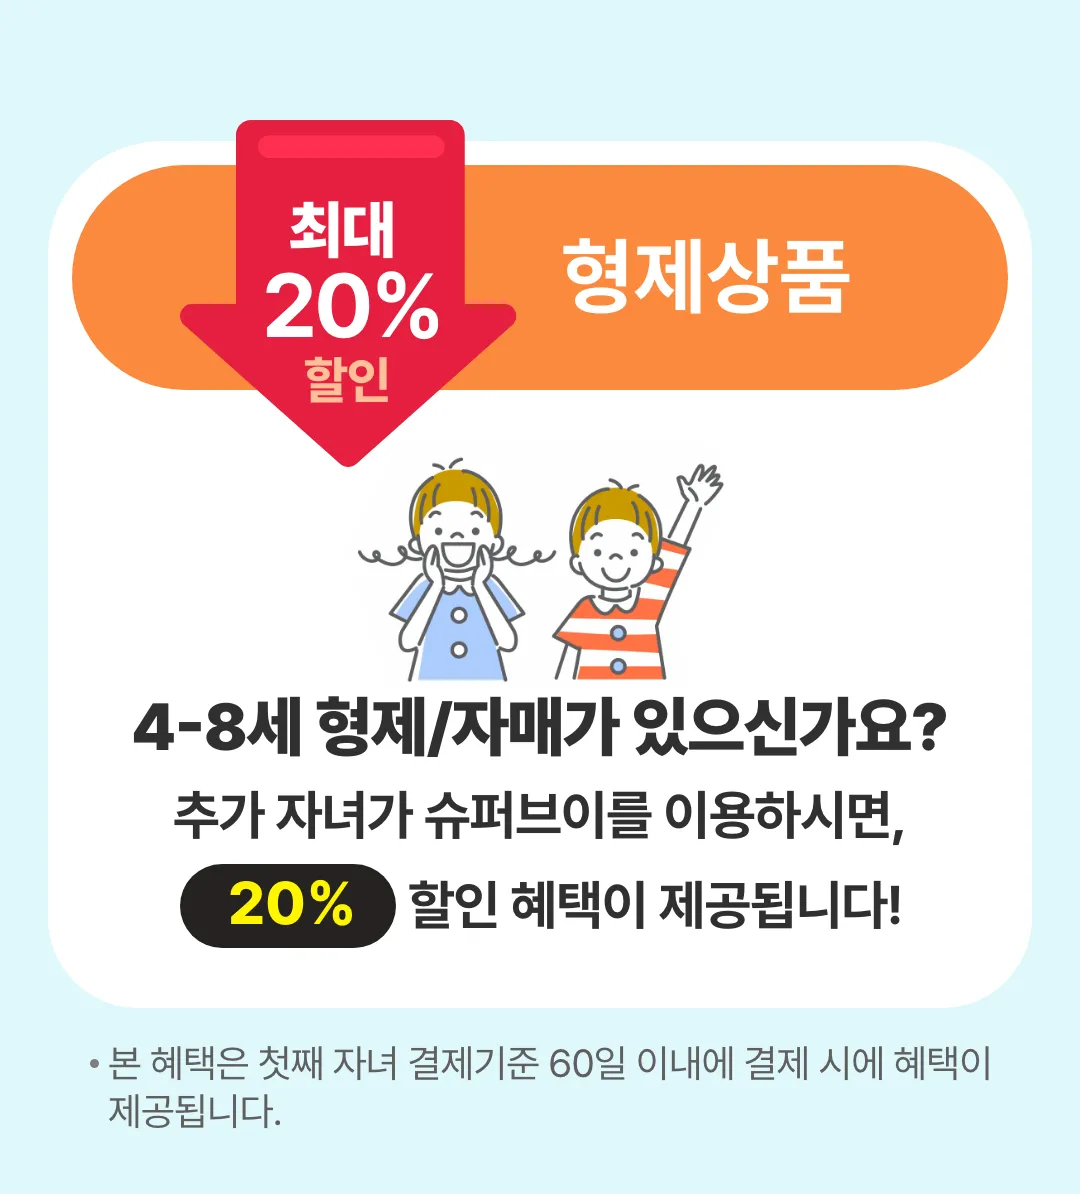 최대
20%
할인
형제상품
4-8세 형제/자매가 있으신가요?
추가 자녀가 슈퍼브이를 이용하시면,
20% 할인 혜택이 제공됩니다!
• 본 혜택은 첫째 자녀 결제기준 60일 이내에 결제 시에 혜택이
제공됩니다.